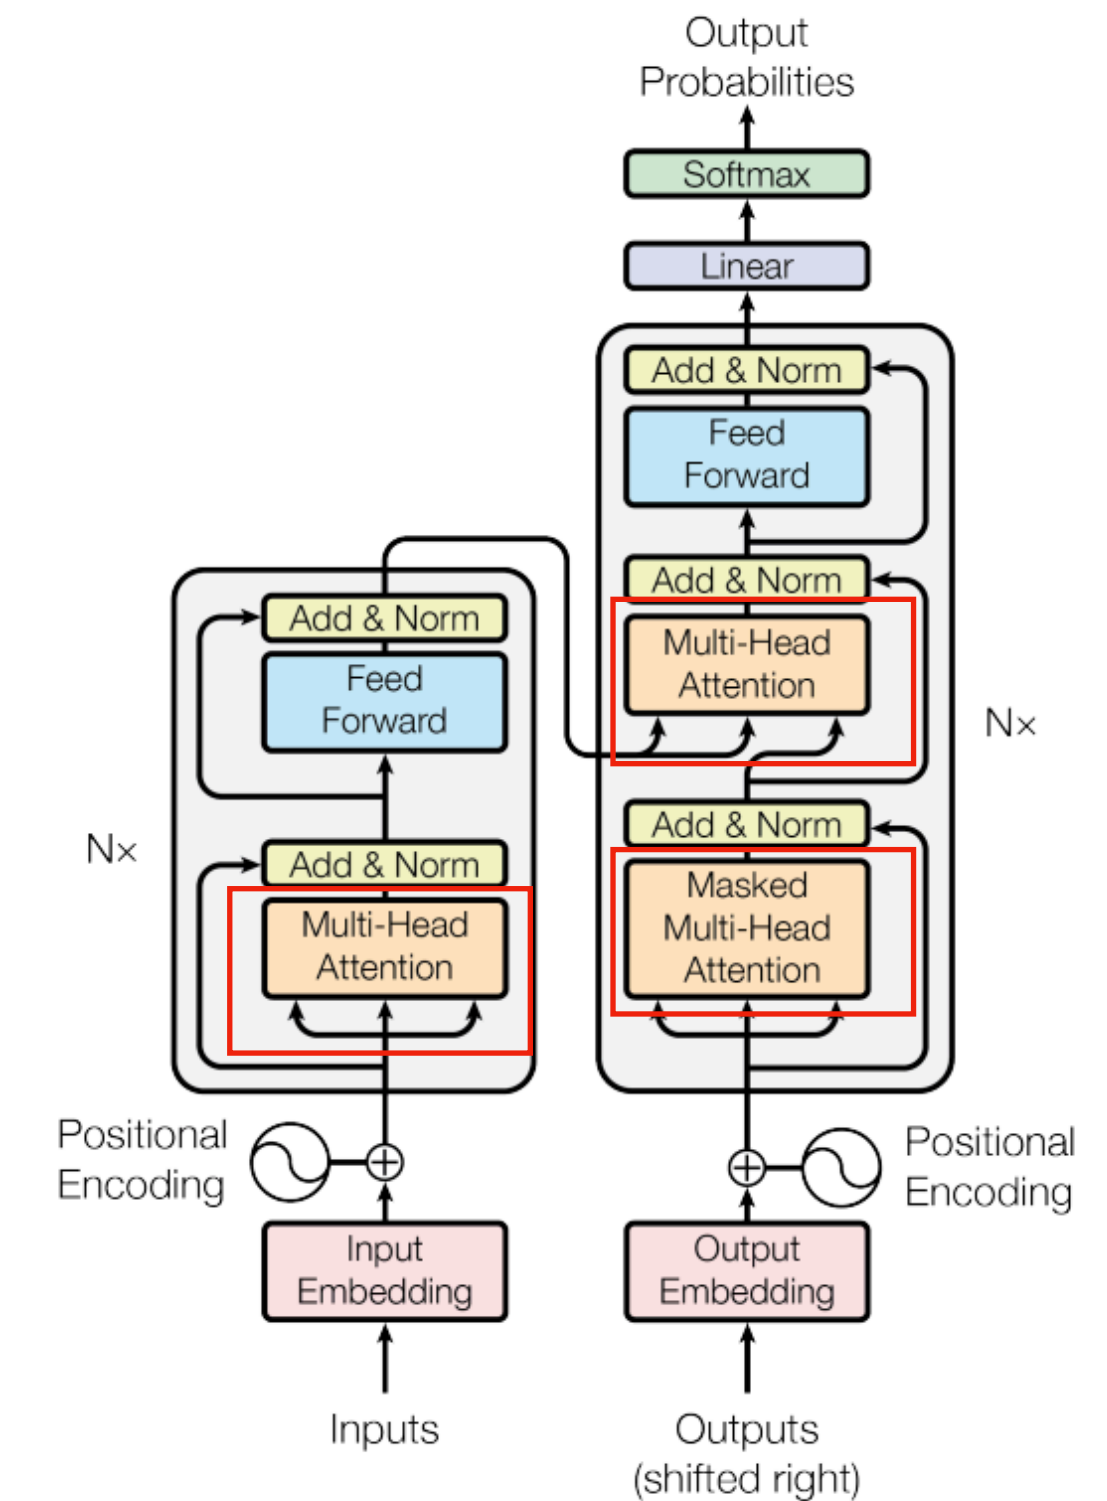 Output
Probabilities
Softmax
Linear
Add & Norm
Feed
Forward
Add & Norm
Multi-Head
Attention
N×
Add & Norm
Masked
Multi-Head
Attention
Add & Norm
Feed
Forward
N×
Add & Norm
Multi-Head
Attention
Positional
Encoding
Positional
Encoding
Input
Embedding
Output
Embedding
Inputs
Outputs
(shifted right)